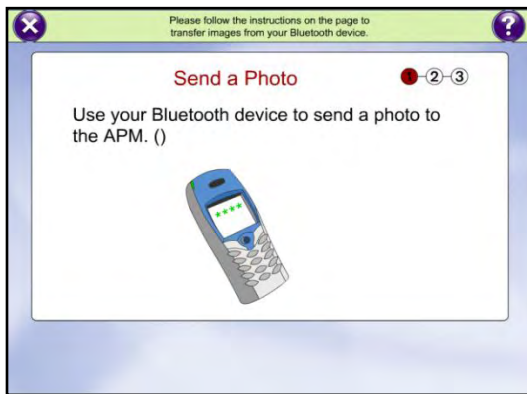 Please follow the instructions on the page to
transfer images from your Bluetooth device.
X
?
Send a Photo
1-2-3
Use your Bluetooth device to send a photo to
the APM. ()
****